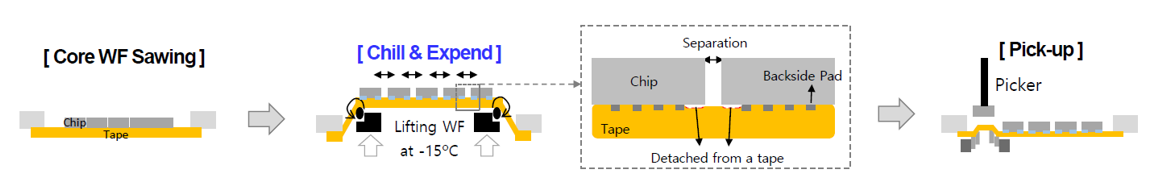 [ Core WF Sawing ]
Chip
Tape
[ Chill & Expend ]
Lifting WF
at -15℃
Separation
Chip
Backside Pad
Tape
Detached from a tape
[ Pick-up ]
Picker